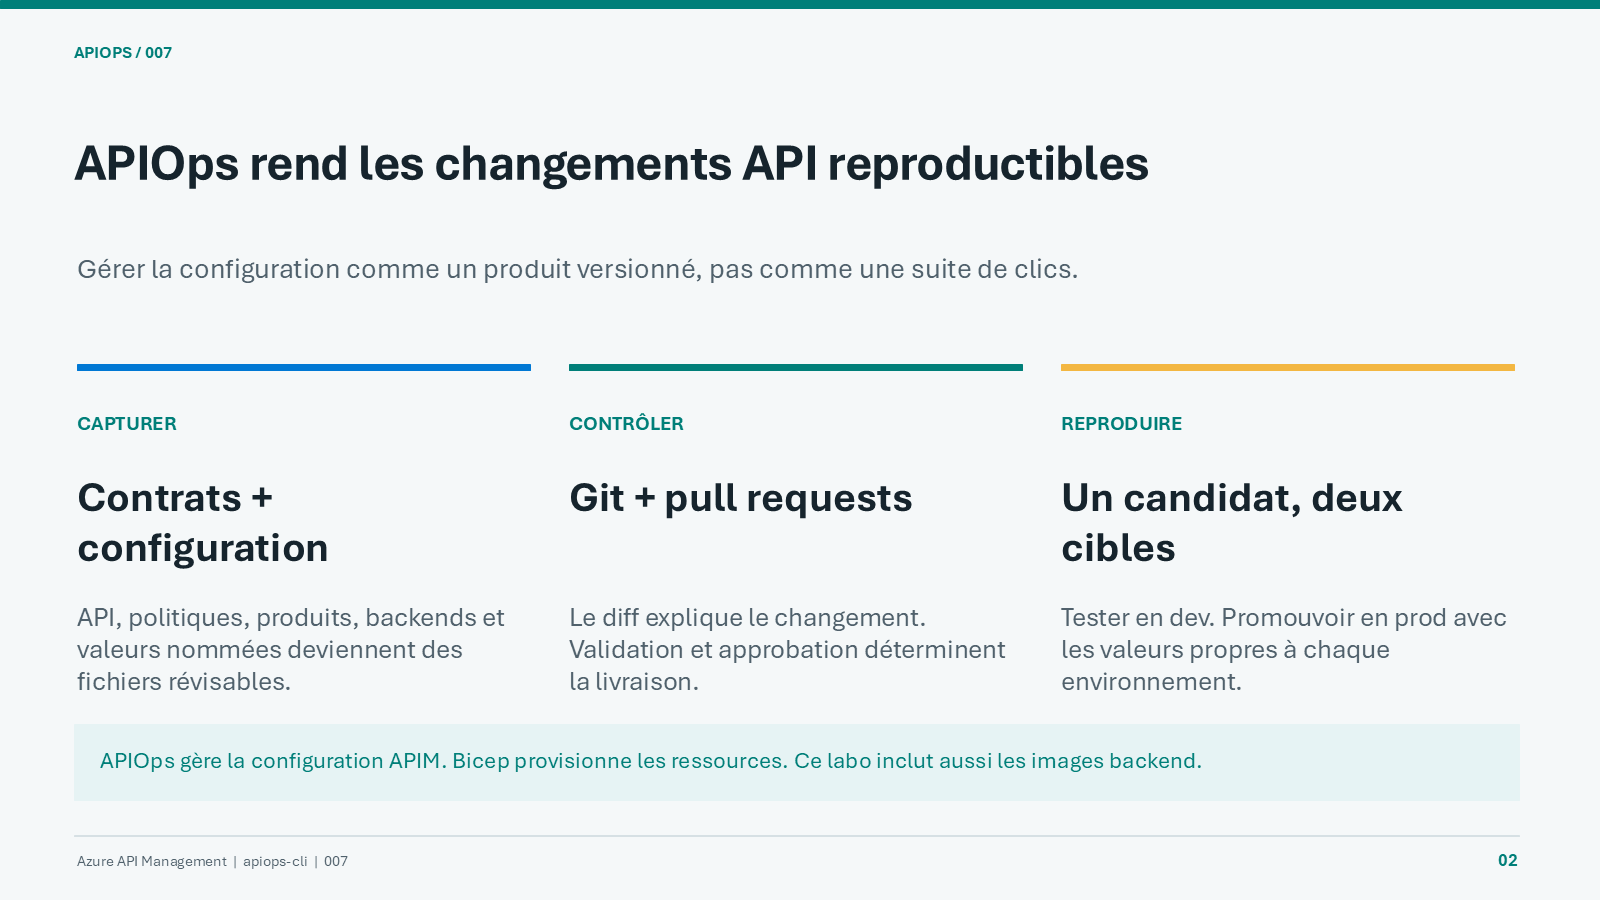 APIOPS / 007
APIOps rend les changements API reproductibles
Gérer la configuration comme un produit versionné, pas comme une suite de clics.
CAPTURER
Contrats +
configuration
API, politiques, produits, backends et
valeurs nommées deviennent des
fichiers révisables.
CONTRÔLER
Git + pull requests
Le diff explique le changement.
Validation et approbation déterminent
la livraison.
REPRODUIRE
Un candidat, deux
cibles
Tester en dev. Promouvoir en prod avec
les valeurs propres à chaque
environnement.
APIOps gère la configuration APIM. Bicep provisionne les ressources. Ce labo inclut aussi les images backend.
Azure API Management | apiops-cli | 007
02